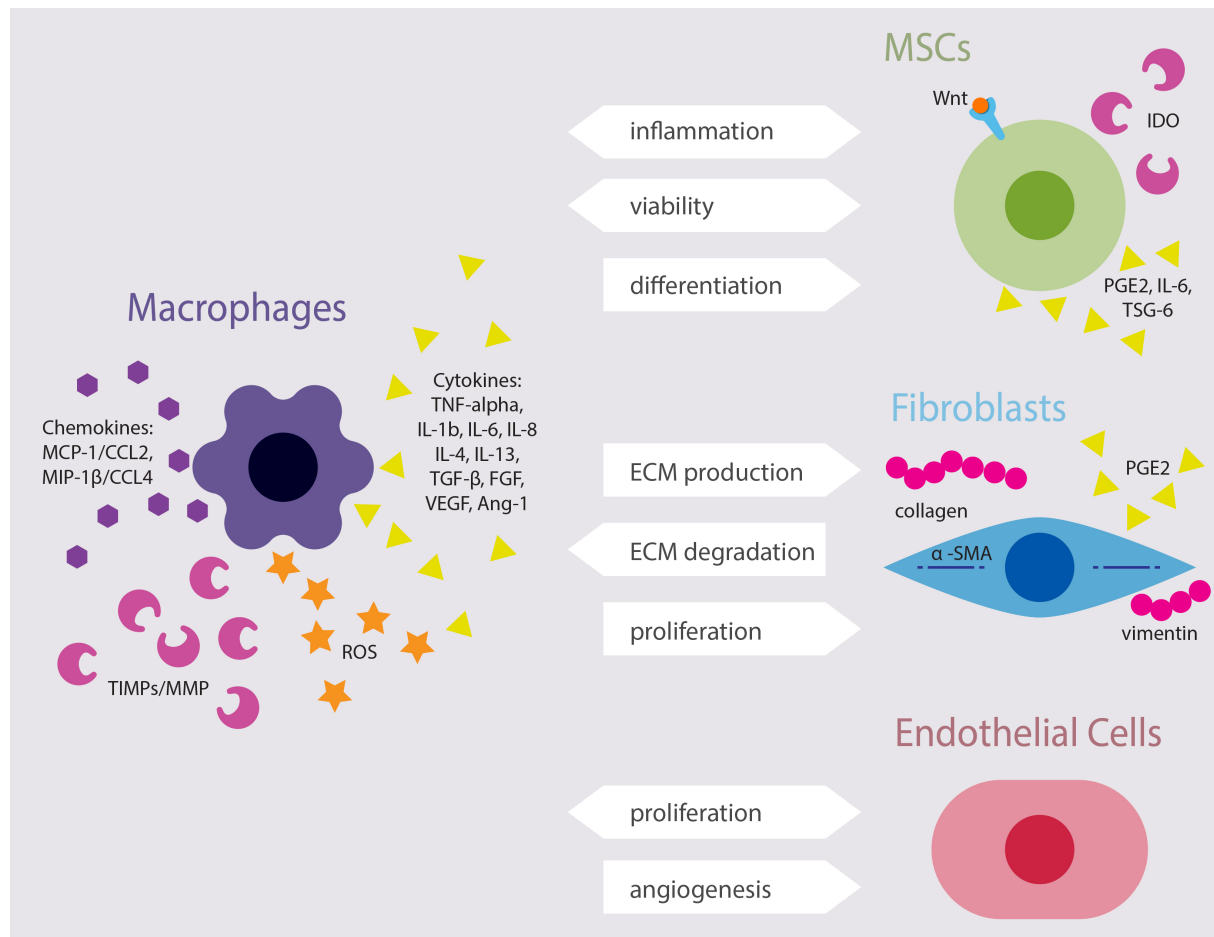 MSCs
Wnt
IDO
inflammation
viability
differentiation
PGE2, IL-6,
TSG-6
Macrophages
Chemokines:
MCP-1/CCL2,
MIP-1β/CCL4
Cytokines:
TNF-alpha,
IL-1b, IL-6, IL-8
IL-4, IL-13,
TGF-β, FGF,
VEGF, Ang-1
TIMPs/MMP
ROS
Fibroblasts
ECM production
ECM degradation
proliferation
PGE2
collagen
α -SMA
vimentin
Endothelial Cells
proliferation
angiogenesis